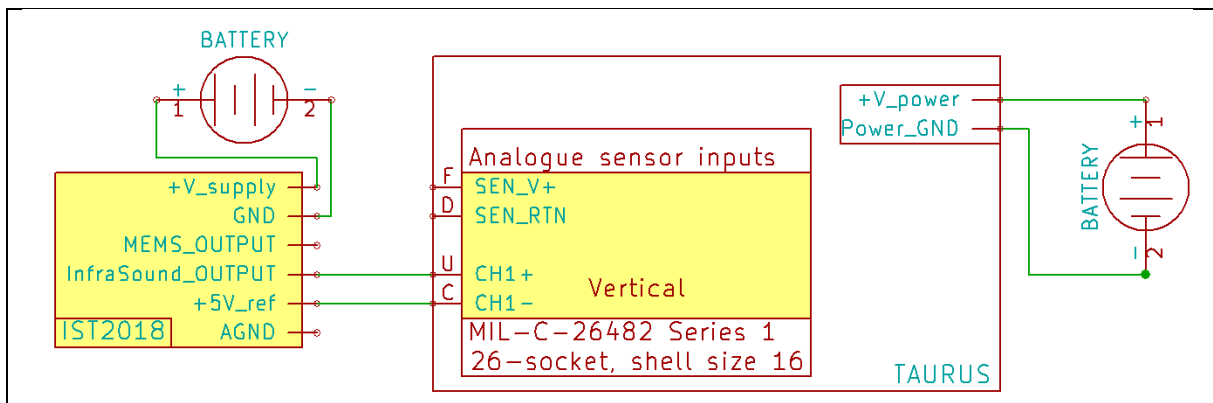 BATTERY
+ -
1 2
+V_supply
GND
MEMS_OUTPUT
InfraSound_OUTPUT
+5V_ref
AGND
IST2018
Analogue sensor inputs
F SEN_V+
D SEN_RTN
U CH1+
C CH1-
Vertical
MIL-C-26482 Series 1
26-socket, shell size 16
TAURUS
+V_power
Power_GND
+ 1
BATTERY
- 2